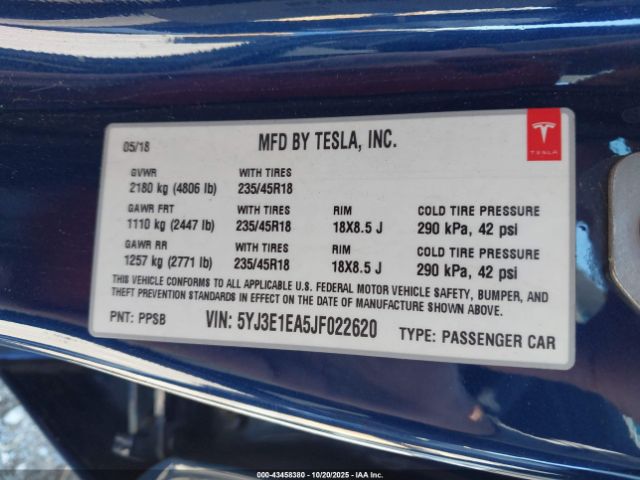 05/18 MFD BY TESLA, INC.
GVWR WITH TIRES
2180 kg (4806 lb) 235/45R18
GAWR FRT WITH TIRES RIM COLD TIRE PRESSURE
1110 kg (2447 lb) 235/45R18 18X8.5 J 290 kPa, 42 psi
GAWR RR WITH TIRES RIM COLD TIRE PRESSURE
1257 kg (2771 lb) 235/45R18 18X8.5 J 290 kPa, 42 psi
THIS VEHICLE CONFORMS TO ALL APPLICABLE U.S. FEDERAL MOTOR VEHICLE SAFETY, BUMPER, AND
THEFT PREVENTION STANDARDS IN EFFECT ON THE DATE OF MANUFACTURE SHOWN ABOVE.
PNT: PPSB VIN: 5YJ3E1EA5JF022620 TYPE: PASSENGER CAR
TESLA
000-43458380 - 10/20/2025 - IAA Inc.